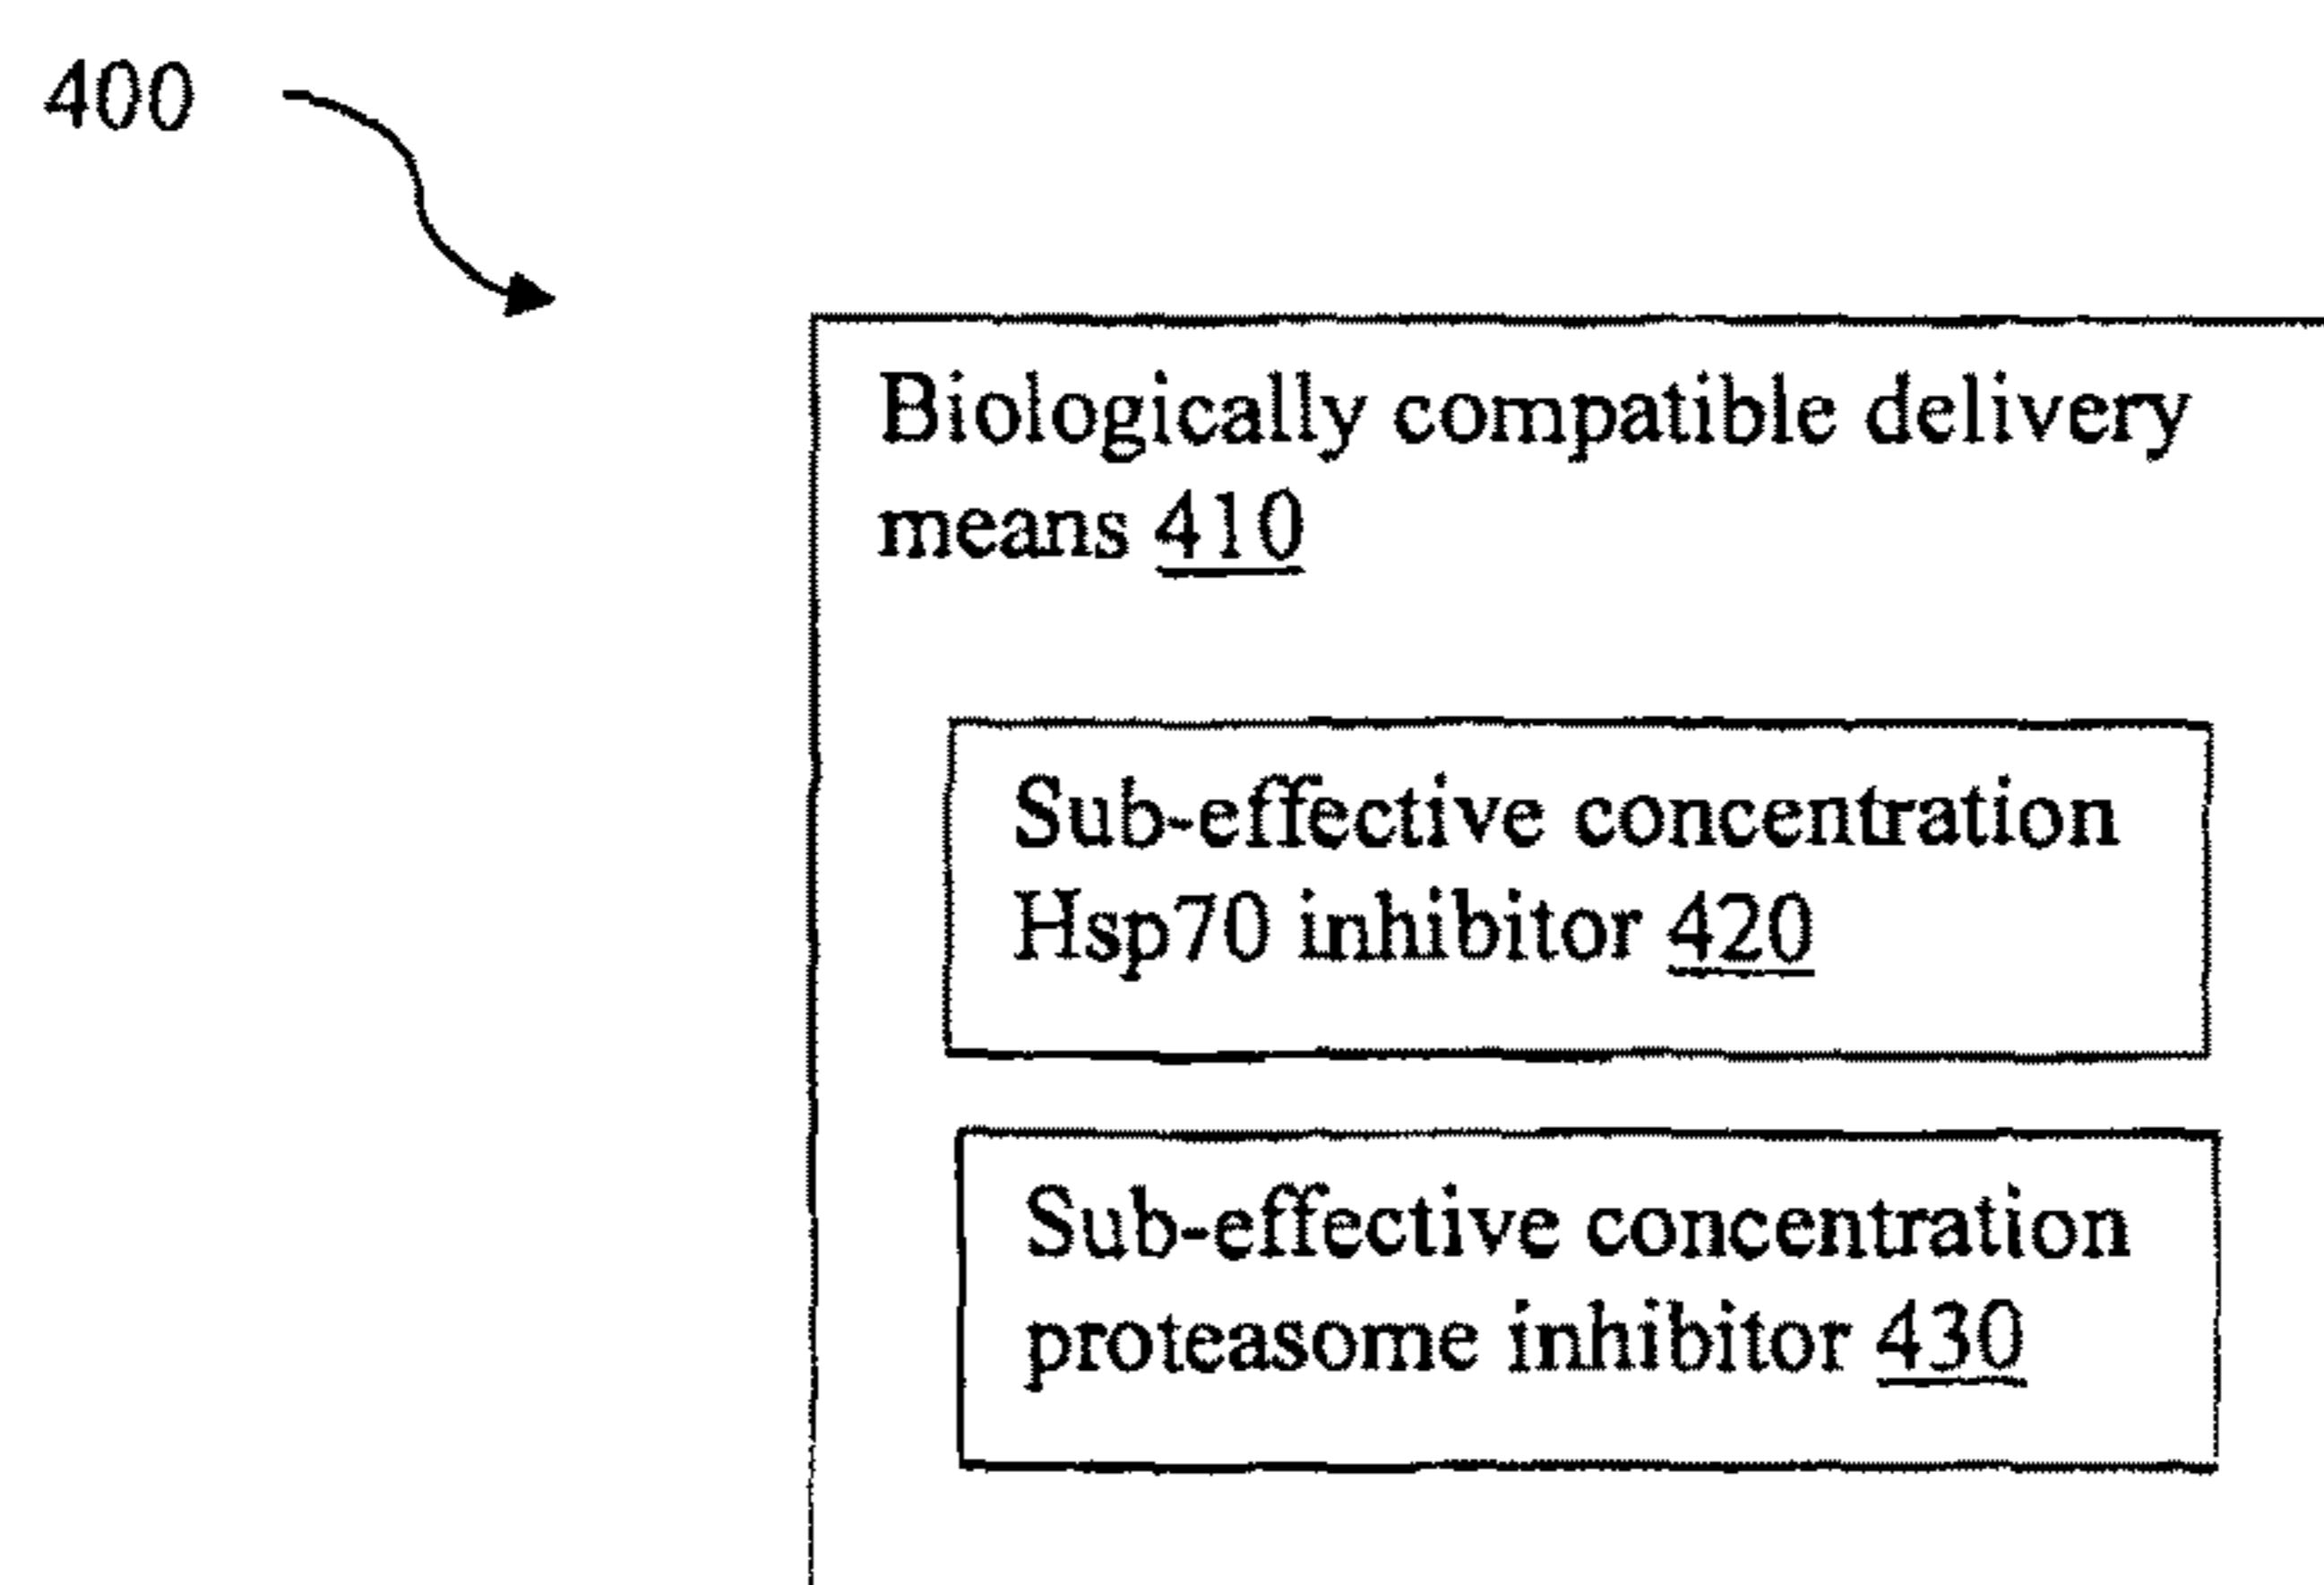 400
Biologically compatible delivery
means 410
Sub-effective concentration
Hsp70 inhibitor 420
Sub-effective concentration
proteasome inhibitor 430